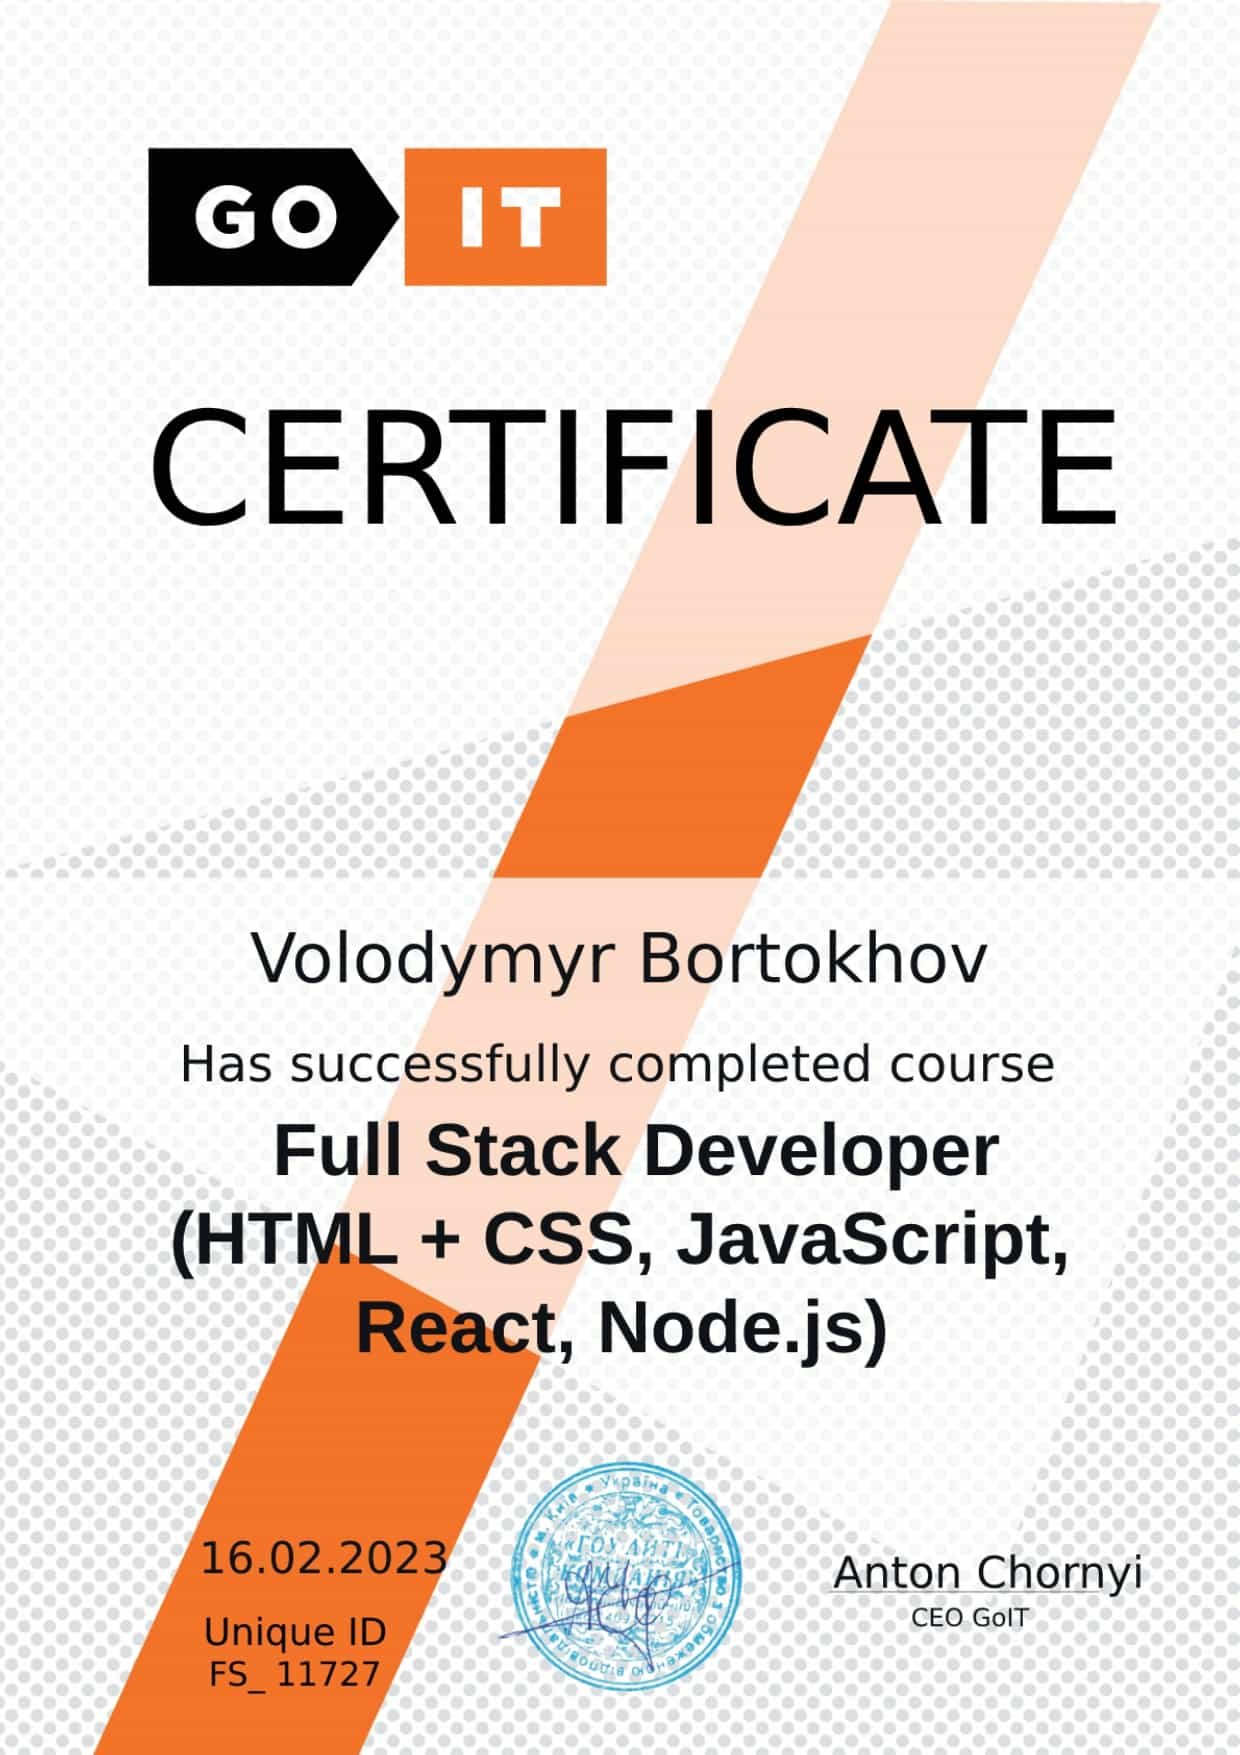 GO IT
CERTIFICATE
Volodymyr Bortokhov
Has successfully completed course
Full Stack Developer
(HTML + CSS, JavaScript,
React, Node.js)
16.02.2023
Unique ID
FS_ 11727
м. Київ ★ Україна ★ Товариство з обмеженою відповідальністю
«ГОУ АЙТІ
КОМПАНІЯ»
Anton Chornyi
CEO GoIT